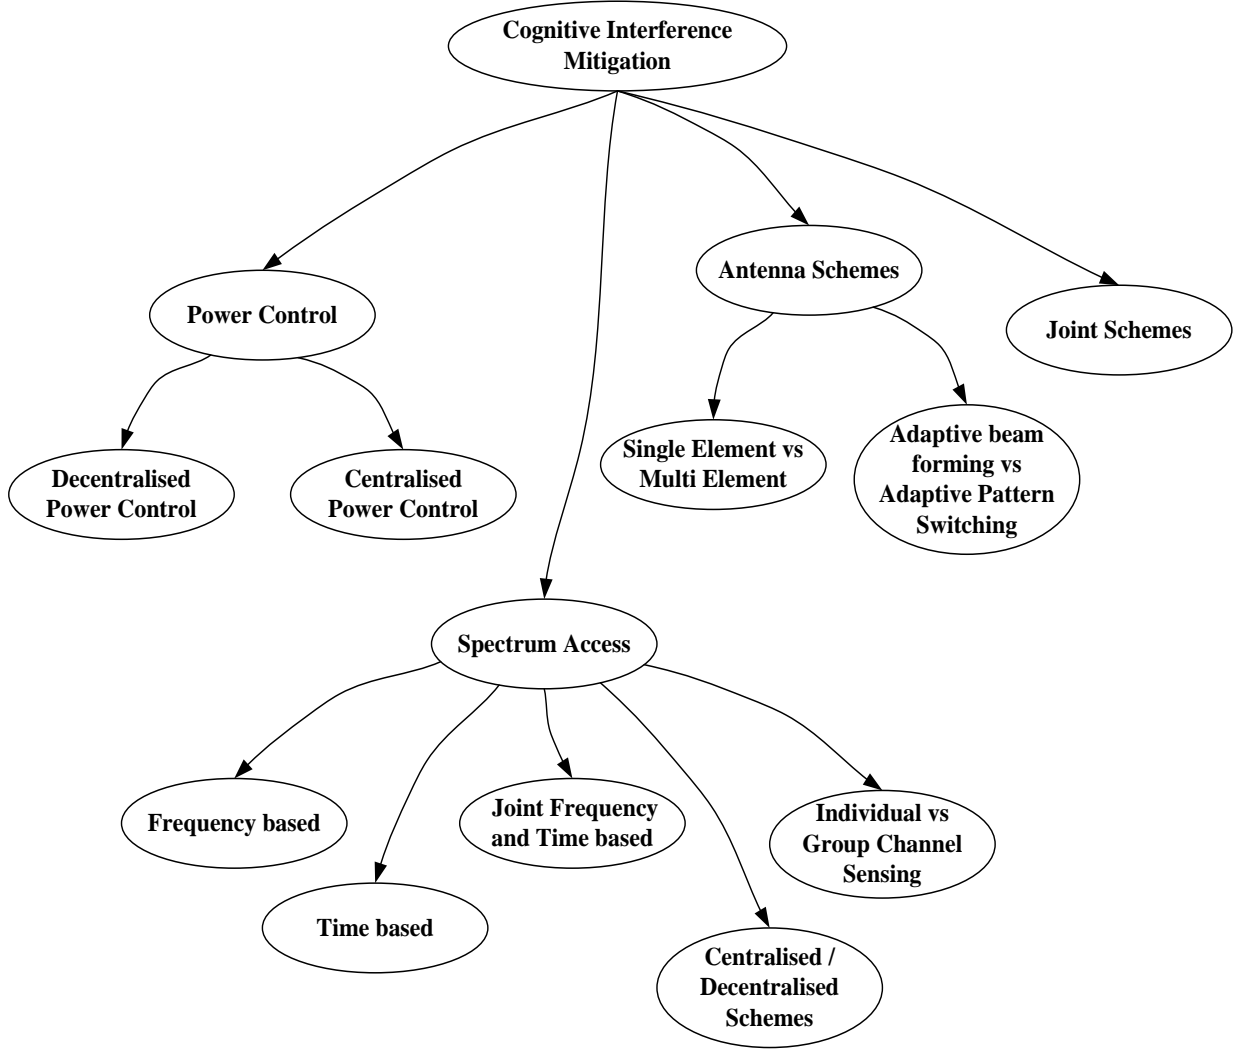 Cognitive Interference
Mitigation
Antenna Schemes
Power Control
Joint Schemes
Single Element vs
Multi Element
Adaptive beam
forming vs
Adaptive Pattern
Switching
Decentralised
Power Control
Centralised
Power Control
Spectrum Access
Frequency based
Joint Frequency
and Time based
Individual vs
Group Channel
Sensing
Time based
Centralised /
Decentralised
Schemes